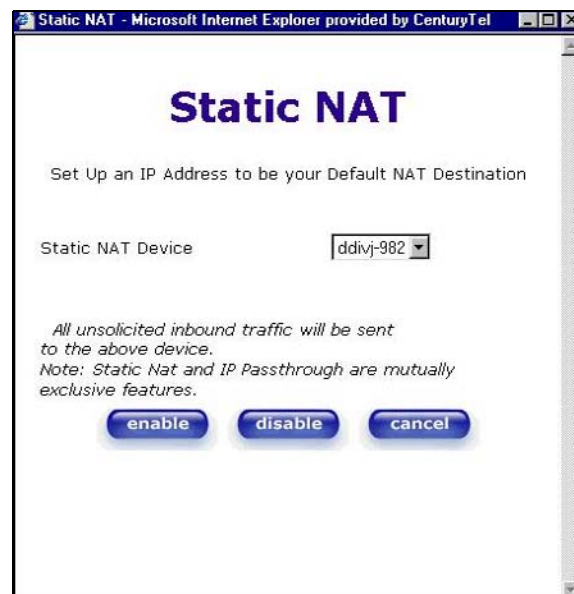 Static NAT - Microsoft Internet Explorer provided by CenturyTel
Static NAT
Set Up an IP Address to be your Default NAT Destination
Static NAT Device
ddivj-982
All unsolicited inbound traffic will be sent
to the above device.
Note: Static Nat and IP Passthrough are mutually
exclusive features.
enable disable cancel